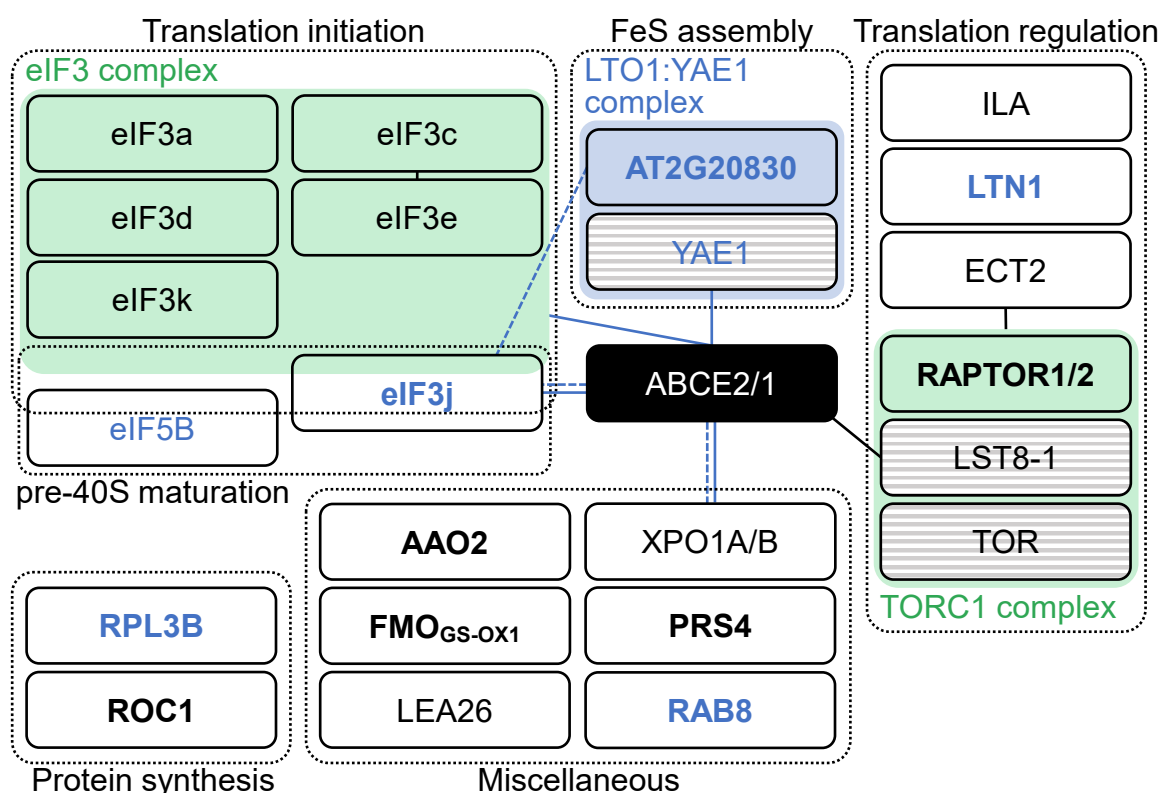 Translation initiation
eIF3 complex
eIF3a
eIF3c
eIF3d
eIF3e
eIF3k
eIF3j
eIF5B
pre-40S maturation
FeS assembly
LTO1:YAE1
complex
AT2G20830
YAE1
ABCE2/1
Translation regulation
ILA
LTN1
ECT2
RAPTOR1/2
LST8-1
TOR
TORC1 complex
RPL3B
ROC1
Protein synthesis
AAO2
XPO1A/B
FMOGS-OX1
PRS4
LEA26
RAB8
Miscellaneous